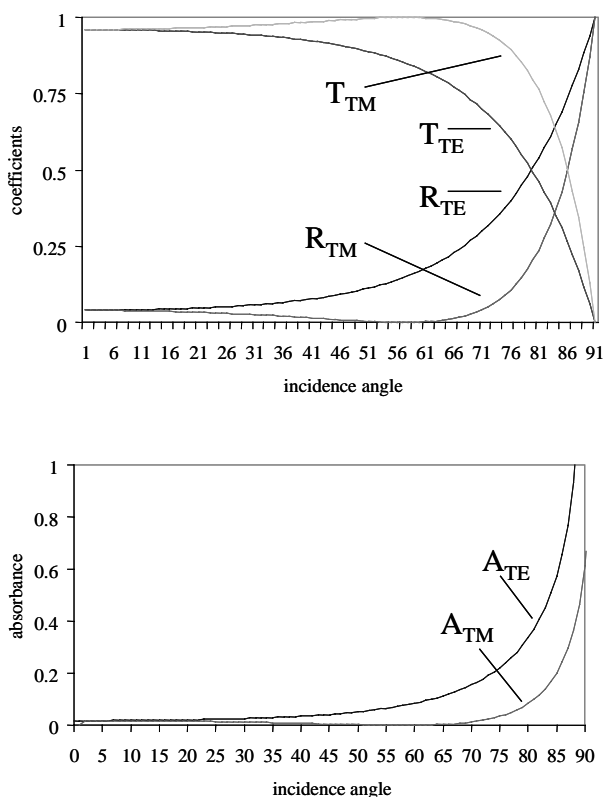 1
0.75
0.5
0.25
0
coefficients
T_TM
T_TE
R_TE
R_TM
1 6 11 16 21 26 31 36 41 46 51 56 61 66 71 76 81 86 91
incidence angle
1
0.8
0.6
0.4
0.2
0
absorbance
A_TE
A_TM
0 5 10 15 20 25 30 35 40 45 50 55 60 65 70 75 80 85 90
incidence angle